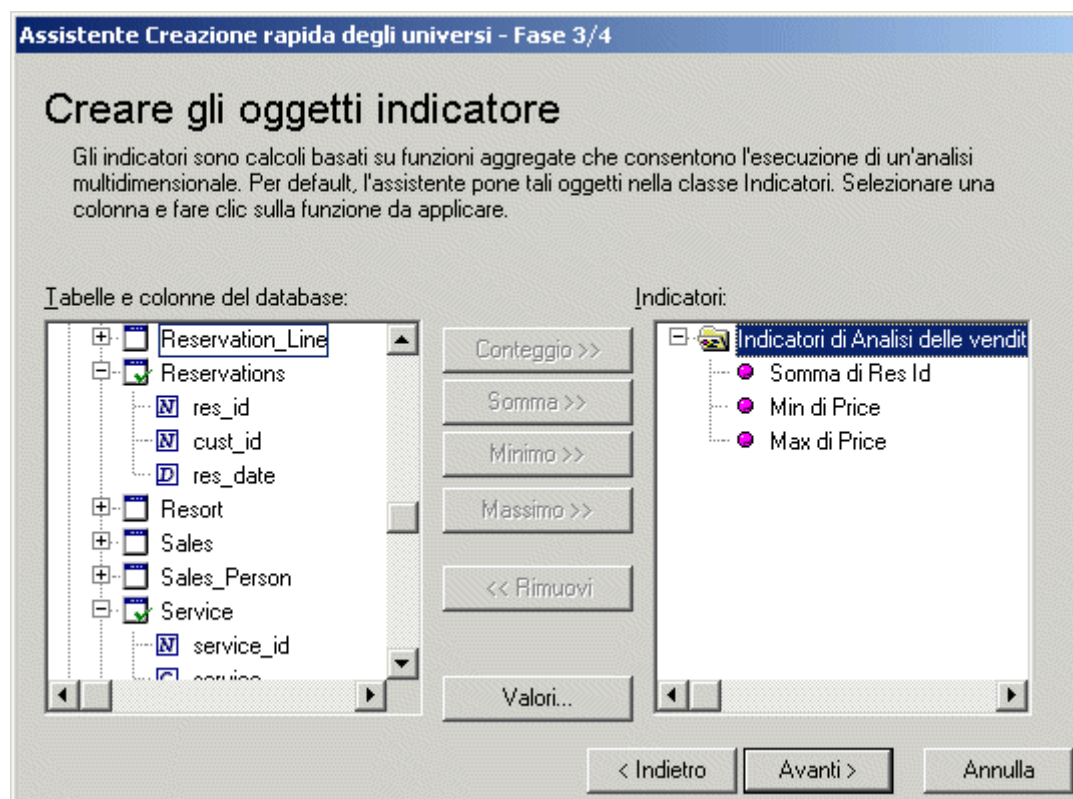 Assistente Creazione rapida degli universi - Fase 3/4
Creare gli oggetti indicatore
Gli indicatori sono calcoli basati su funzioni aggregate che consentono l'esecuzione di un'analisi
multidimensionale. Per default, l'assistente pone tali oggetti nella classe Indicatori. Selezionare una
colonna e fare clic sulla funzione da applicare.
Tabelle e colonne del database:
Reservation_Line
Reservations
N res_id
N cust_id
D res_date
Resort
Sales
Sales_Person
Service
N service_id
Conteggio >>
Somma >>
Minimo >>
Massimo >>
<< Rimuovi
Valori...
Indicatori:
Indicatori di Analisi delle vendit
Somma di Res Id
Min di Price
Max di Price
< Indietro
Avanti >
Annulla